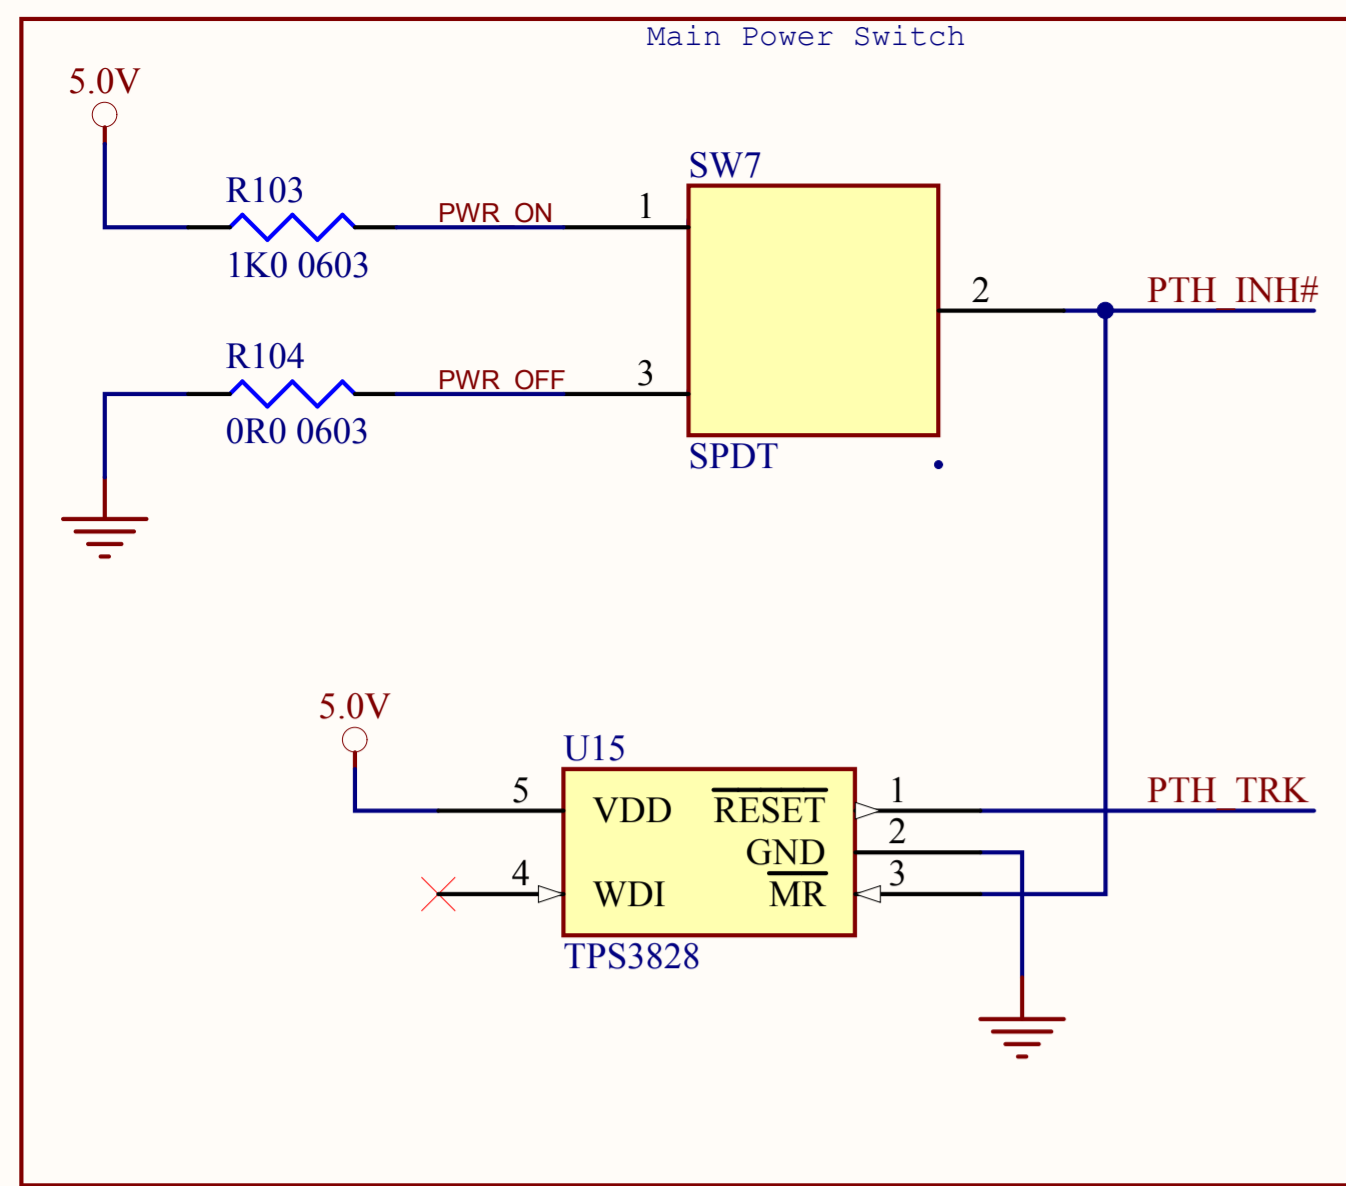 Main Power Switch
5.0V
SW7
R103
PWR_ON
1
1K0 0603
2
PTH_INH#
R104
PWR_OFF
3
0R0 0603
SPDT
5.0V
U15
5
VDD
RESET
1
PTH_TRK
GND
2
4
WDI
MR
3
TPS3828